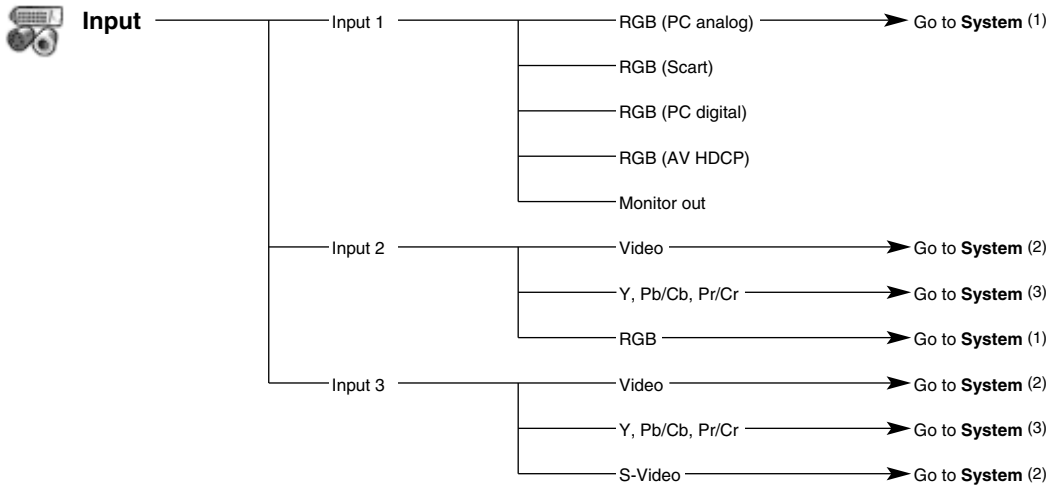 Input Input 1 RGB (PC analog) Go to System (1)
RGB (Scart)
RGB (PC digital)
RGB (AV HDCP)
Monitor out
Input 2 Video Go to System (2)
Y, Pb/Cb, Pr/Cr Go to System (3)
RGB Go to System (1)
Input 3 Video Go to System (2)
Y, Pb/Cb, Pr/Cr Go to System (3)
S-Video Go to System (2)